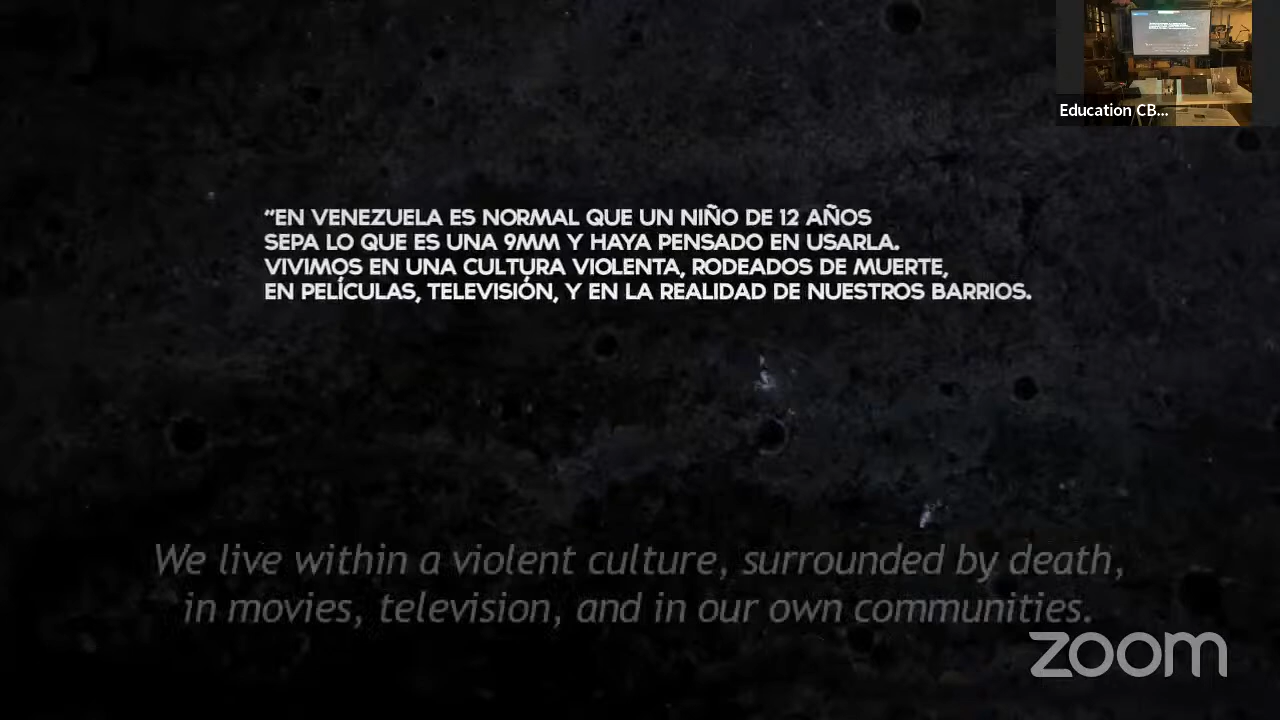 Education CB...
“EN VENEZUELA ES NORMAL QUE UN NIÑO DE 12 AÑOS
SEPA LO QUE ES UNA 9MM Y HAYA PENSADO EN USARLA.
VIVIMOS EN UNA CULTURA VIOLENTA, RODEADOS DE MUERTE,
EN PELÍCULAS, TELEVISIÓN, Y EN LA REALIDAD DE NUESTROS BARRIOS.
We live within a violent culture, surrounded by death,
in movies, television, and in our own communities.
zoom